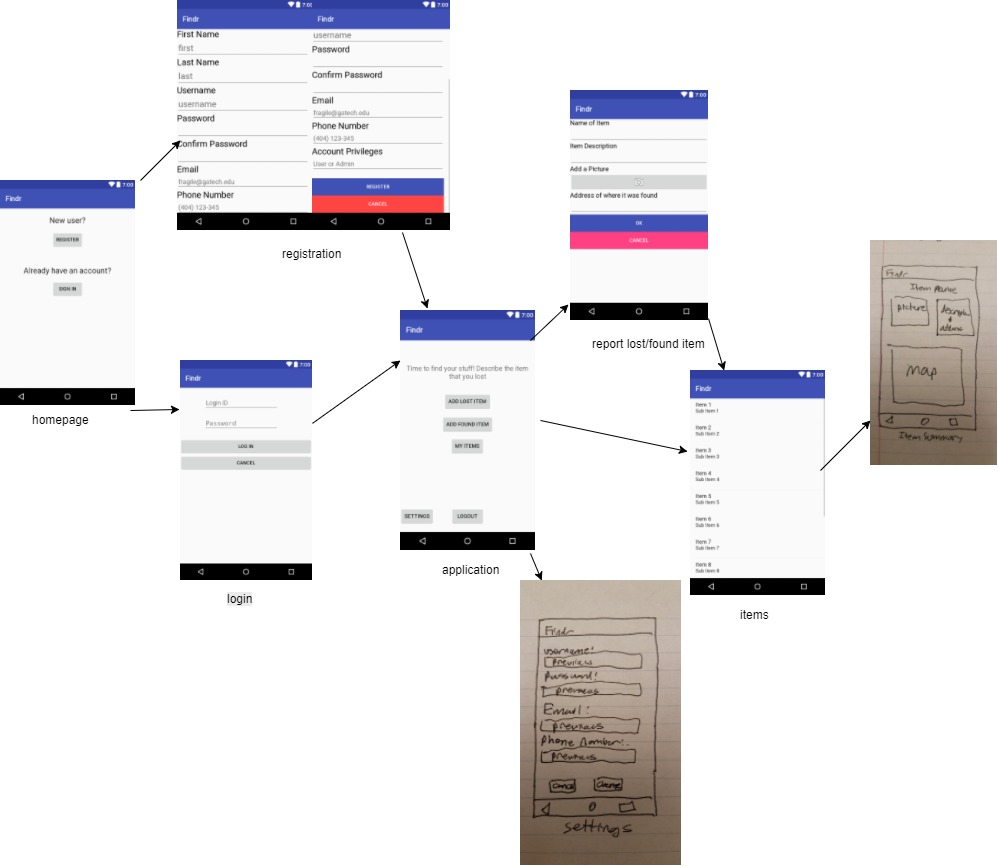 7:00
Findr
New user?
REGISTER
Already have an account?
SIGN IN
homepage
7:00
Findr
First Name
first
Last Name
last
Username
username
Password
Confirm Password
Email
fragile@gatech.edu
Phone Number
(404) 123-345
7:00
Findr
username
Password
Confirm Password
Email
fragile@gatech.edu
Phone Number
(404) 123-345
Account Privileges
User or Admin
REGISTER
CANCEL
registration
7:00
Findr
Login ID
Password
LOG IN
CANCEL
login
7:00
Findr
Time to find your stuff! Describe the item
that you lost
ADD LOST ITEM
ADD FOUND ITEM
MY ITEMS
SETTINGS
LOGOUT
application
7:00
Findr
Name of Item
Item Description
Add a Picture
Address of where it was found
OK
CANCEL
report lost/found item
7:00
Findr
Item 1
Sub Item 1
Item 2
Sub Item 2
Item 3
Sub Item 3
Item 4
Sub Item 4
Item 5
Sub Item 5
Item 6
Sub Item 6
Item 7
Sub Item 7
Item 8
Sub Item 8
items
Findr
Item Name
picture
&
address
map
Item Summary
Findr
username:
previous
Password:
previous
Email:
previous
Phone Number:
previous
Cancel
Change
settings